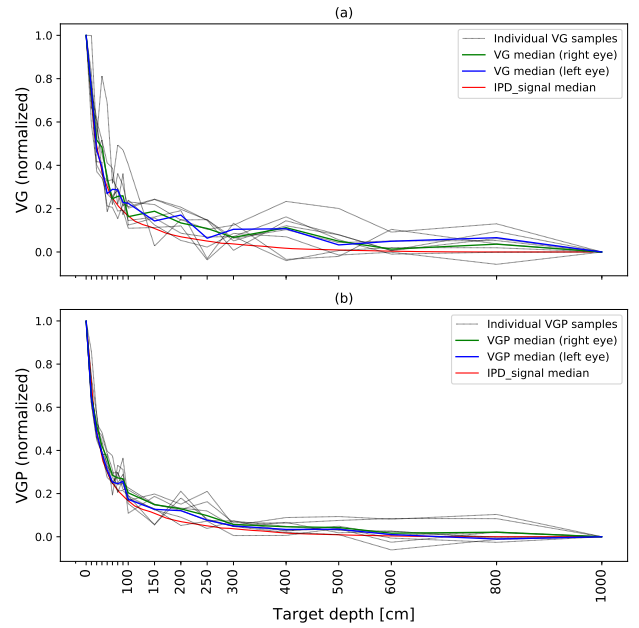 (a)
VG (normalized)
1.0
0.8
0.6
0.4
0.2
0.0
Individual VG samples
VG median (right eye)
VG median (left eye)
IPD_signal median
(b)
VGP (normalized)
1.0
0.8
0.6
0.4
0.2
0.0
Individual VGP samples
VGP median (right eye)
VGP median (left eye)
IPD_signal median
0 100 150 200 250 300 400 500 600 800 1000
Target depth [cm]